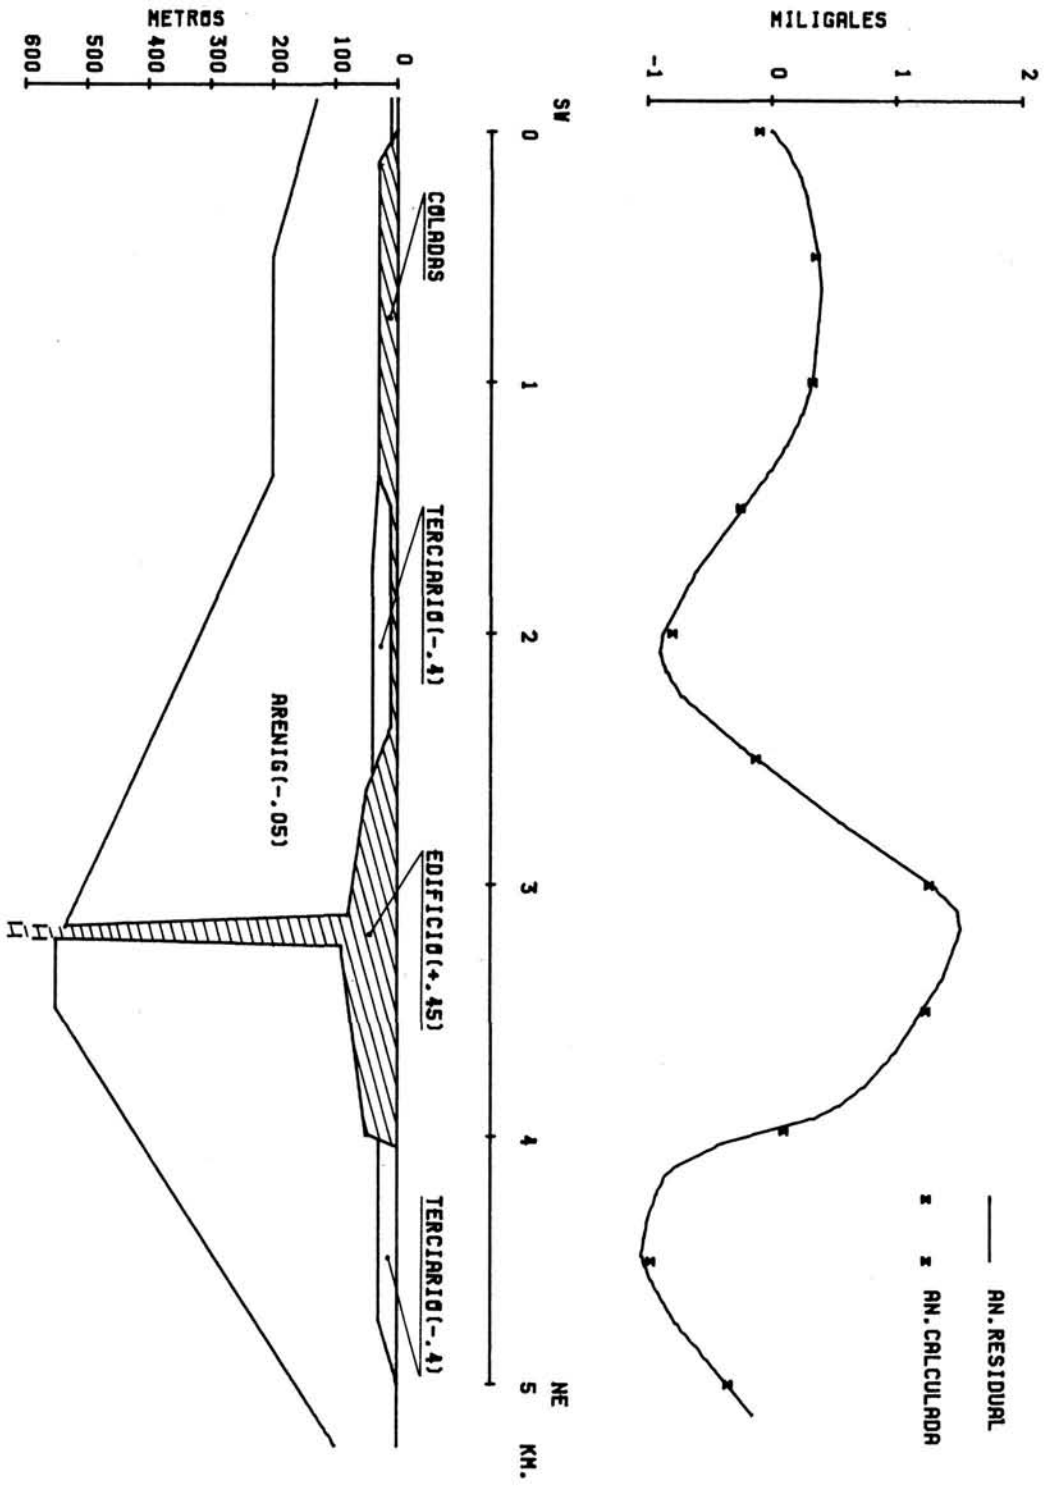 MILIGALES
2
1
0
-1
AN.RESIDUAL
AN.CALCULADA
SW
NE
0
1
2
3
4
5
KM.
COLADAS
TERCIARIO(-.4)
EDIFICIO(+.45)
TERCIARIO(-.4)
METROS
0
100
200
300
400
500
600
ARENIG(-.05)